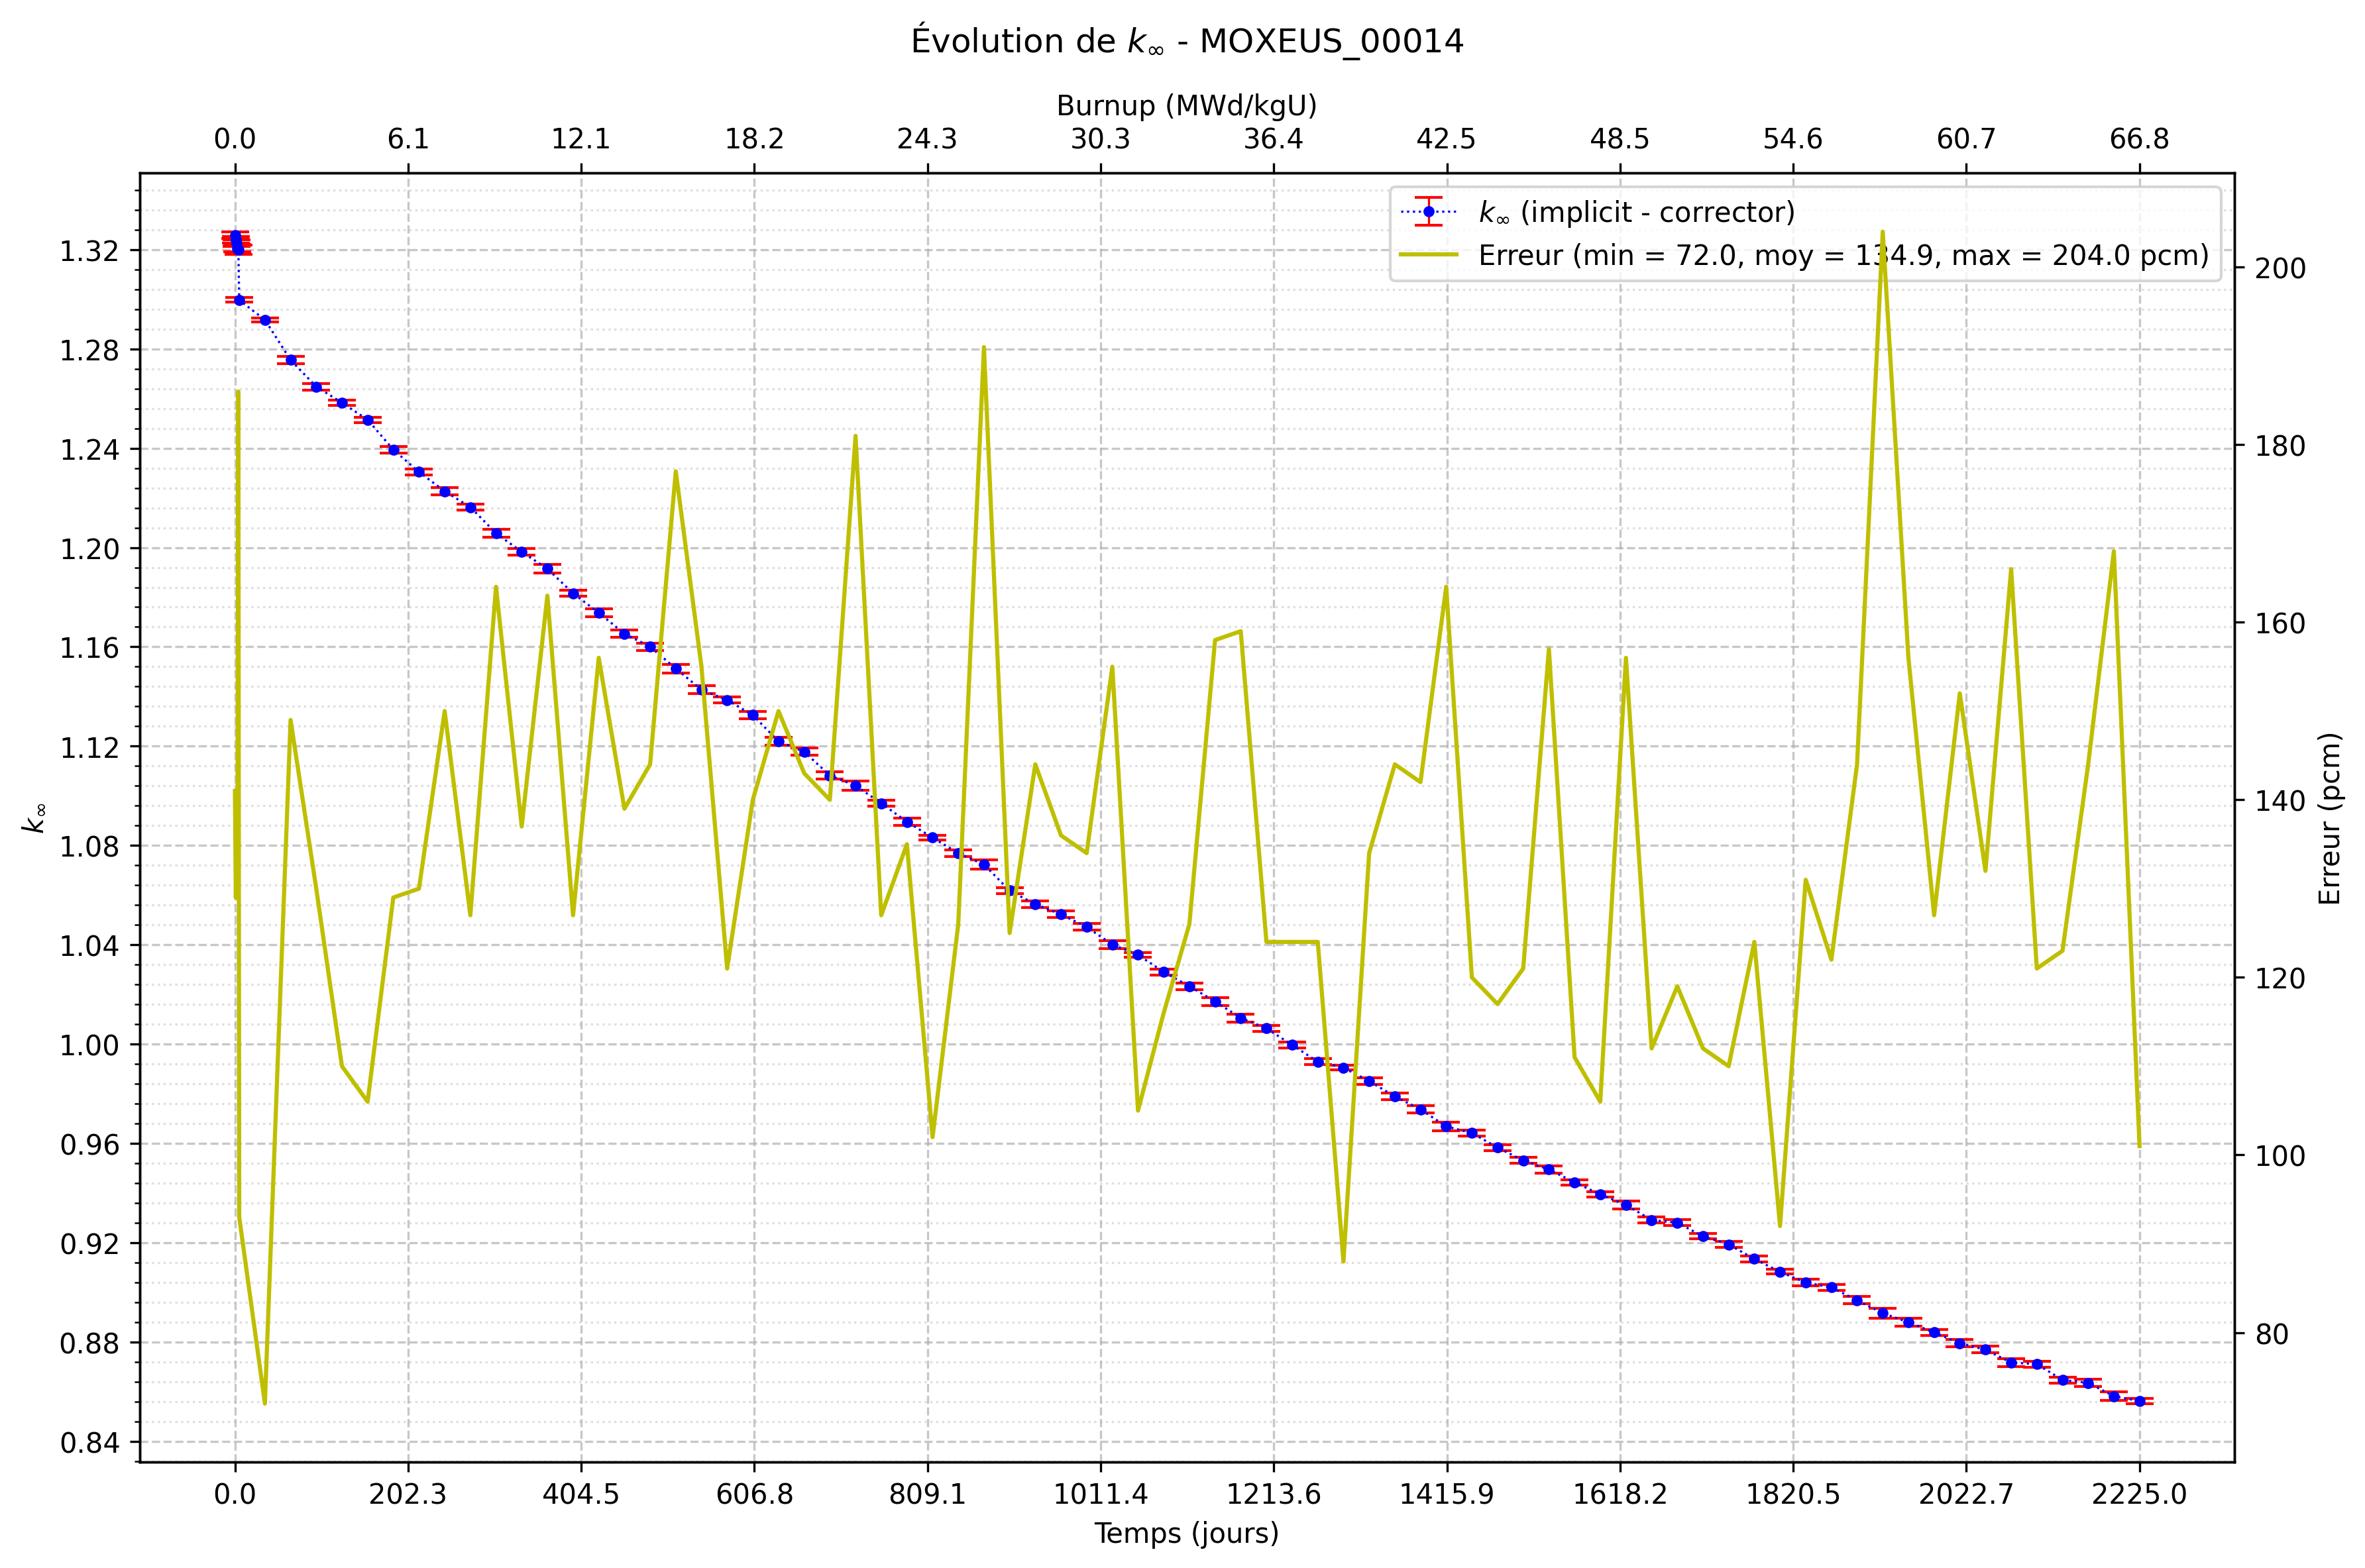 Évolution de k∞ - MOXEUS_00014
Burnup (MWd/kgU)
0.0 6.1 12.1 18.2 24.3 30.3 36.4 42.5 48.5 54.6 60.7 66.8
k∞ (implicit - corrector)
Erreur (min = 72.0, moy = 134.9, max = 204.0 pcm)
1.32
1.28
1.24
1.20
1.16
1.12
1.08
1.04
1.00
0.96
0.92
0.88
0.84
k∞
200
180
160
140
120
100
80
Erreur (pcm)
0.0 202.3 404.5 606.8 809.1 1011.4 1213.6 1415.9 1618.2 1820.5 2022.7 2225.0
Temps (jours)